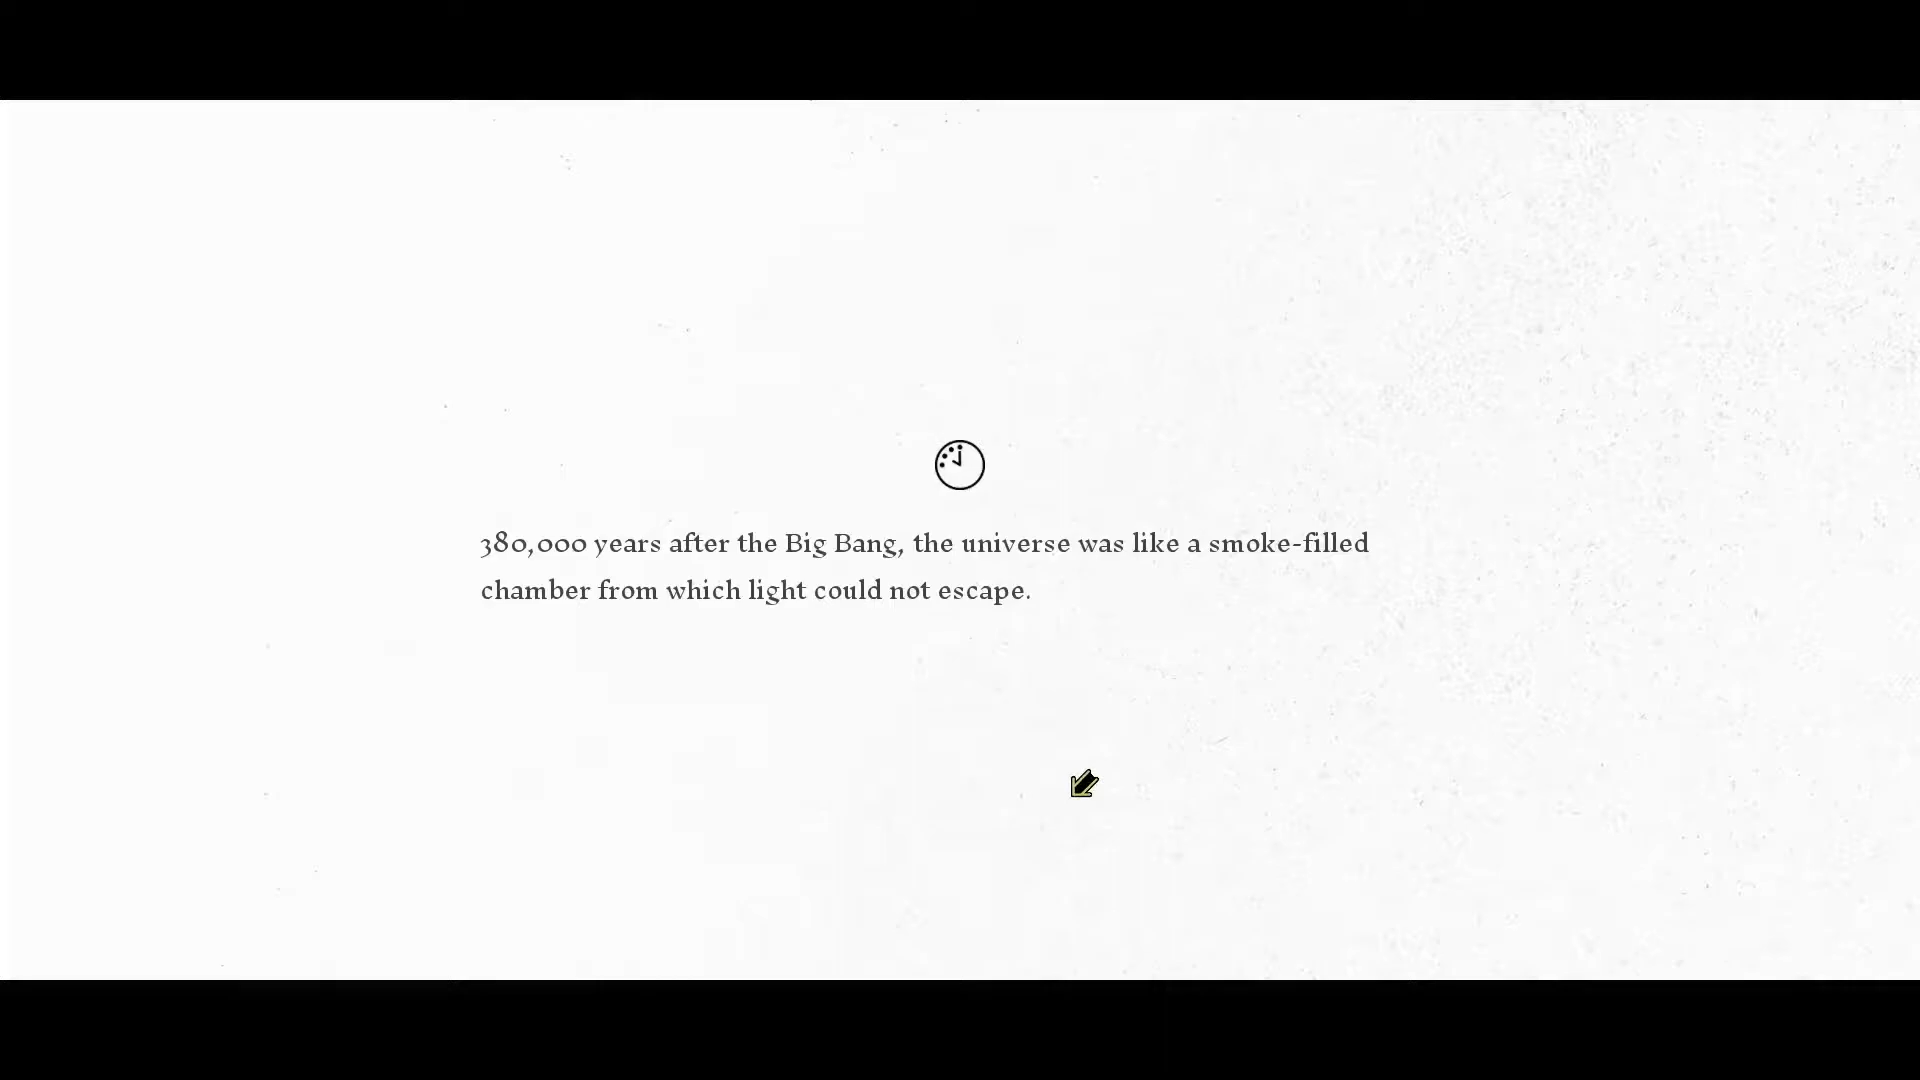 380,000 years after the Big Bang, the universe was like a smoke-filled
chamber from which light could not escape.